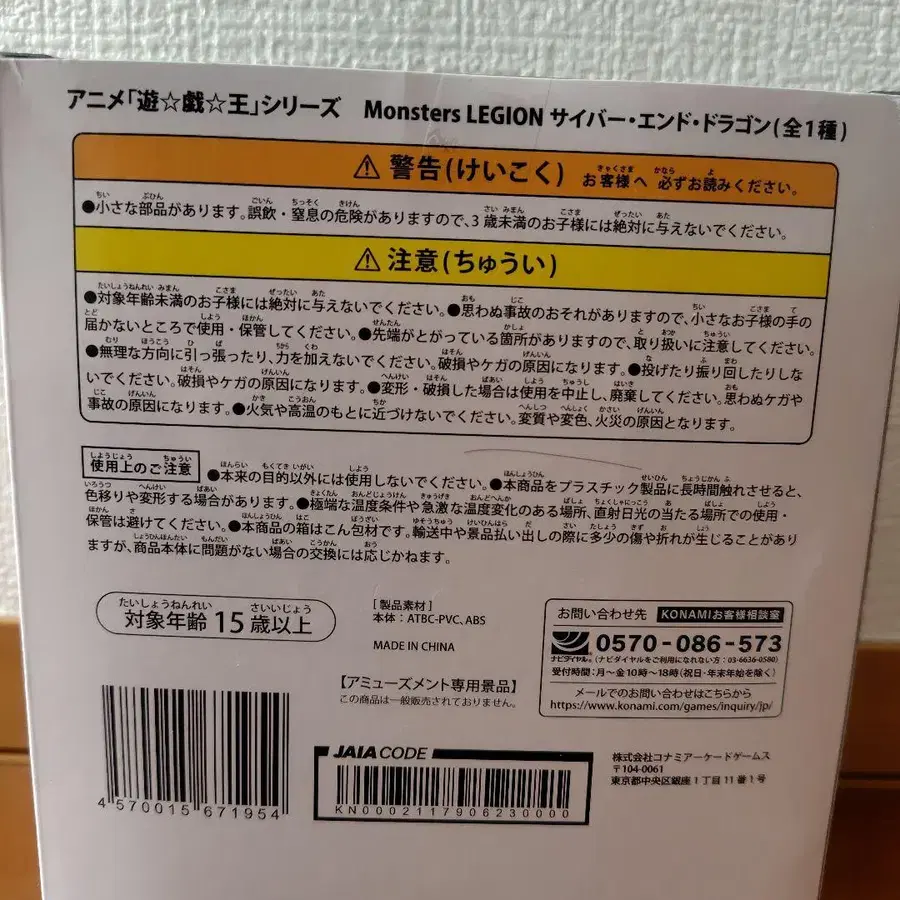 アニメ「遊☆戯☆王」シリーズ Monsters LEGION サイバー・エンド・ドラゴン(全1種)
⚠ 警告(けいこく) お客様へ 必ずお読みください。
●小さな部品があります。誤飲・窒息の危険がありますので、3歳未満のお子様には絶対に与えないでください。
⚠ 注意(ちゅうい)
●対象年齢未満のお子様には絶対に与えないでください。●思わぬ事故のおそれがありますので、小さなお子様の手の
届かないところで使用・保管してください。●先端がとがっている箇所がありますので、取り扱いに注意してください。
●無理な方向に引っ張ったり、力を加えないでください。破損やケガの原因になります。●投げたり振り回したりしな
いでください。破損やケガの原因になります。●変形・破損した場合は使用を中止し、廃棄してください。思わぬケガや
事故の原因になります。●火気や高温のもとに近づけないでください。変質や変色、火災の原因となります。
使用上のご注意 ●本来の目的以外には使用しないでください。●本商品をプラスチック製品に長時間触れさせると、
色移りや変形する場合があります。●極端な温度条件や急激な温度変化のある場所、直射日光の当たる場所での使用・
保管は避けてください。●本商品の箱はこん包材です。輸送中や景品払い出しの際に多少の傷や折れが生じることがあり
ますが、商品本体に問題がない場合の交換には応じかねます。
たいしょうねんれい さいいじょう
対象年齢 15歳以上
[製品素材]
本体:ATBC-PVC、ABS
MADE IN CHINA
【アミューズメント専用景品】
この商品は一般販売されておりません。
お問い合わせ先 KONAMIお客様相談室
ナビダイヤル。 0570-086-573
(ナビダイヤルをご利用になれない方:03-6636-0580)
受付時間:月〜金10時〜18時(祝日・年末年始を除く)
メールでのお問い合わせはこちらから
https://www.konami.com/games/inquiry/jp/
4 570015 671954
JAIA CODE
KN00021179062300​00
株式会社コナミアーケードゲームス
〒104-0061
東京都中央区銀座1丁目11番1号